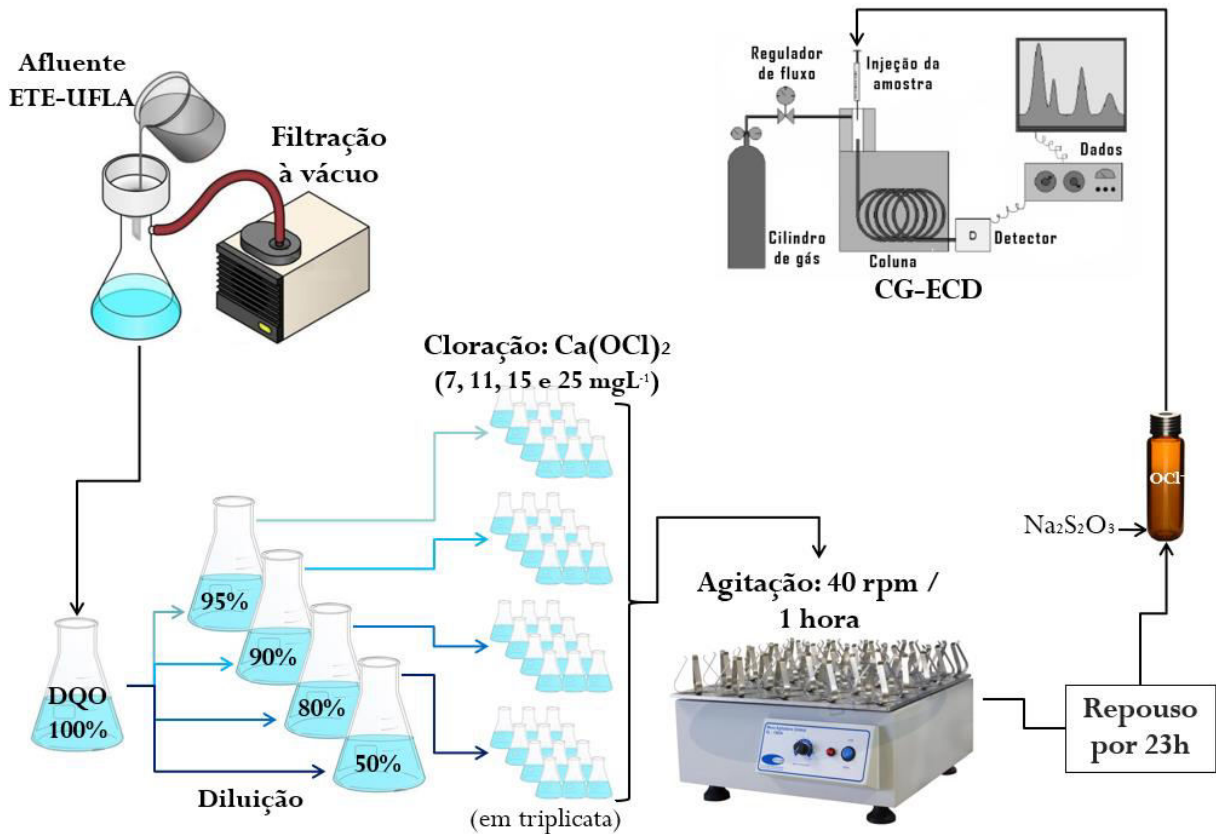 Afluente
ETE-UFLA
Filtração
à vácuo
Regulador
de fluxo
Injeção da
amostra
Dados
Cilindro
de gás
Coluna
D
Detector
CG-ECD
Cloração: Ca(OCl)₂
(7, 11, 15 e 25 mgL⁻¹)
95%
90%
80%
50%
DQO
100%
Diluição
(em triplicata)
Agitação: 40 rpm /
1 hora
Repouso
por 23h
Na₂S₂O₃
OCl⁻